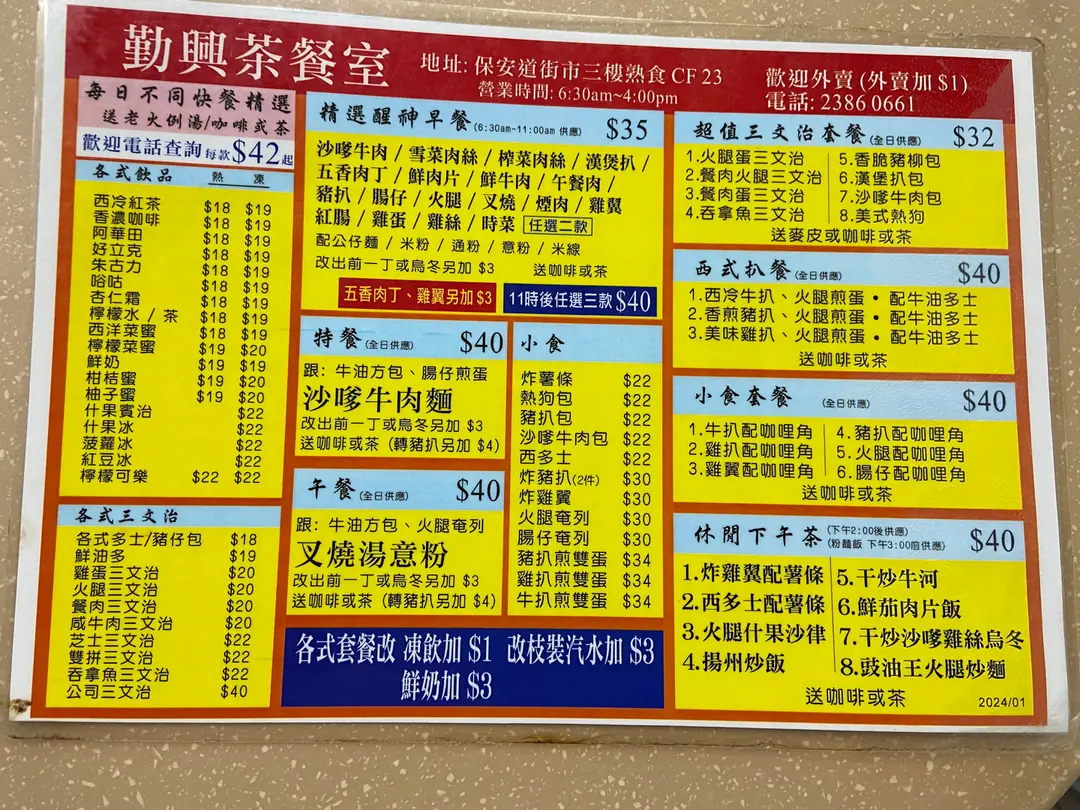 勤興茶餐室
地址: 保安道街市三樓熟食 CF 23
營業時間: 6:30am~4:00pm
歡迎外賣 (外賣加 $1)
電話: 2386 0661
每日不同快餐精選
送老火例湯/咖啡或茶
歡迎電話查詢 每款 $42 起
各式飲品 熱 凍
西冷紅茶 $18 $19
香濃咖啡 $18 $19
阿華田 $18 $19
好立克 $18 $19
朱古力 $18 $19
唂咕 $18 $19
杏仁霜 $18 $19
檸檬水 / 茶 $18 $19
西洋菜蜜 $18 $19
檸檬菜蜜 $19 $20
鮮奶 $18 $19
柑桔蜜 $19 $20
柚子蜜 $19 $20
什果賓治 $22
什果冰 $22
菠蘿冰 $22
紅豆冰 $22
檸檬可樂 $22 $22
各式三文治
各式多士/豬仔包 $18
鮮油多 $19
雞蛋三文治 $20
火腿三文治 $20
餐肉三文治 $20
咸牛肉三文治 $20
芝士三文治 $22
雙拼三文治 $22
吞拿魚三文治 $22
公司三文治 $40
精選醒神早餐 (6:30am-11:00am 供應) $35
沙嗲牛肉 / 雪菜肉絲 / 榨菜肉絲 / 漢堡扒 /
五香肉丁 / 鮮肉片 / 鮮牛肉 / 午餐肉 /
豬扒 / 腸仔 / 火腿 / 叉燒 / 煙肉 / 雞翼
紅腸 / 雞蛋 / 雞絲 / 時菜 任選二款
配公仔麵 / 米粉 / 通粉 / 意粉 / 米線
改出前一丁或烏冬另加 $3 送咖啡或茶
五香肉丁、雞翼另加 $3
11時後任選三款 $40
特餐 (全日供應) $40
跟: 牛油方包、腸仔煎蛋
沙嗲牛肉麵
改出前一丁或烏冬另加 $3
送咖啡或茶 (轉豬扒另加 $4)
午餐 (全日供應) $40
跟: 牛油方包、火腿奄列
叉燒湯意粉
改出前一丁或烏冬另加 $3
送咖啡或茶 (轉豬扒另加 $4)
小食
炸薯條 $22
熱狗包 $22
豬扒包 $22
沙嗲牛肉包 $22
西多士 $22
炸豬扒(2件) $30
炸雞翼 $30
火腿奄列 $30
腸仔奄列 $30
豬扒煎雙蛋 $34
雞扒煎雙蛋 $34
牛扒煎雙蛋 $34
各式套餐改 凍飲加 $1 改枝裝汽水加 $3
鮮奶加 $3
超值三文治套餐 (全日供應) $32
1.火腿蛋三文治 5.香脆豬柳包
2.餐肉火腿三文治 6.漢堡扒包
3.餐肉蛋三文治 7.沙嗲牛肉包
4.吞拿魚三文治 8.美式熱狗
送麥皮或咖啡或茶
西式扒餐 (全日供應) $40
1.西冷牛扒、火腿煎蛋 • 配牛油多士
2.香煎豬扒、火腿煎蛋 • 配牛油多士
3.美味雞扒、火腿煎蛋 • 配牛油多士
送咖啡或茶
小食套餐 (全日供應) $40
1.牛扒配咖喱角 4.豬扒配咖喱角
2.雞扒配咖喱角 5.火腿配咖喱角
3.雞翼配咖喱角 6.腸仔配咖喱角
送咖啡或茶
休閒下午茶 (下午2:00後供應) $40
(粉麵飯 下午3:00前供應)
1.炸雞翼配薯條 5.干炒牛河
2.西多士配薯條 6.鮮茄肉片飯
3.火腿什果沙律 7.干炒沙嗲雞絲烏冬
4.揚州炒飯 8.豉油王火腿炒麵
送咖啡或茶
2024/01